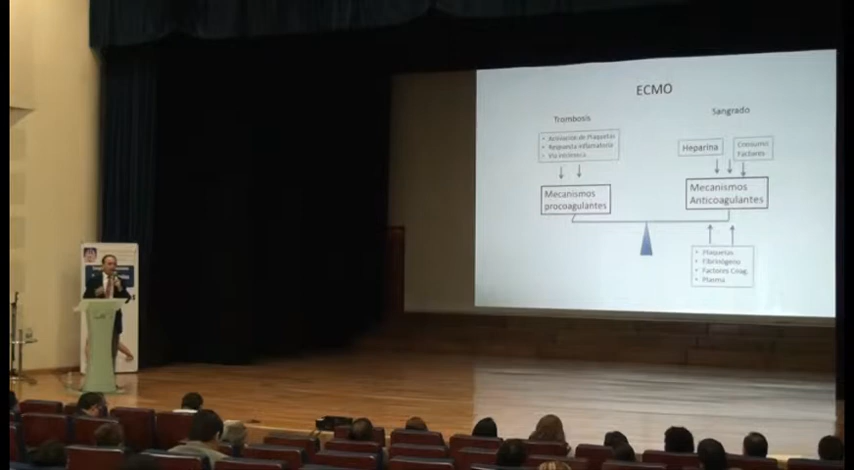 ECMO
Trombosis
Sangrado
• Activación de Plaquetas
• Respuesta inflamatoria
• Vía intrínseca
Heparina
Consumo
Factores
Mecanismos
procoagulantes
Mecanismos
Anticoagulantes
• Plaquetas
• Fibrinógeno
• Factores Coag.
• Plasma